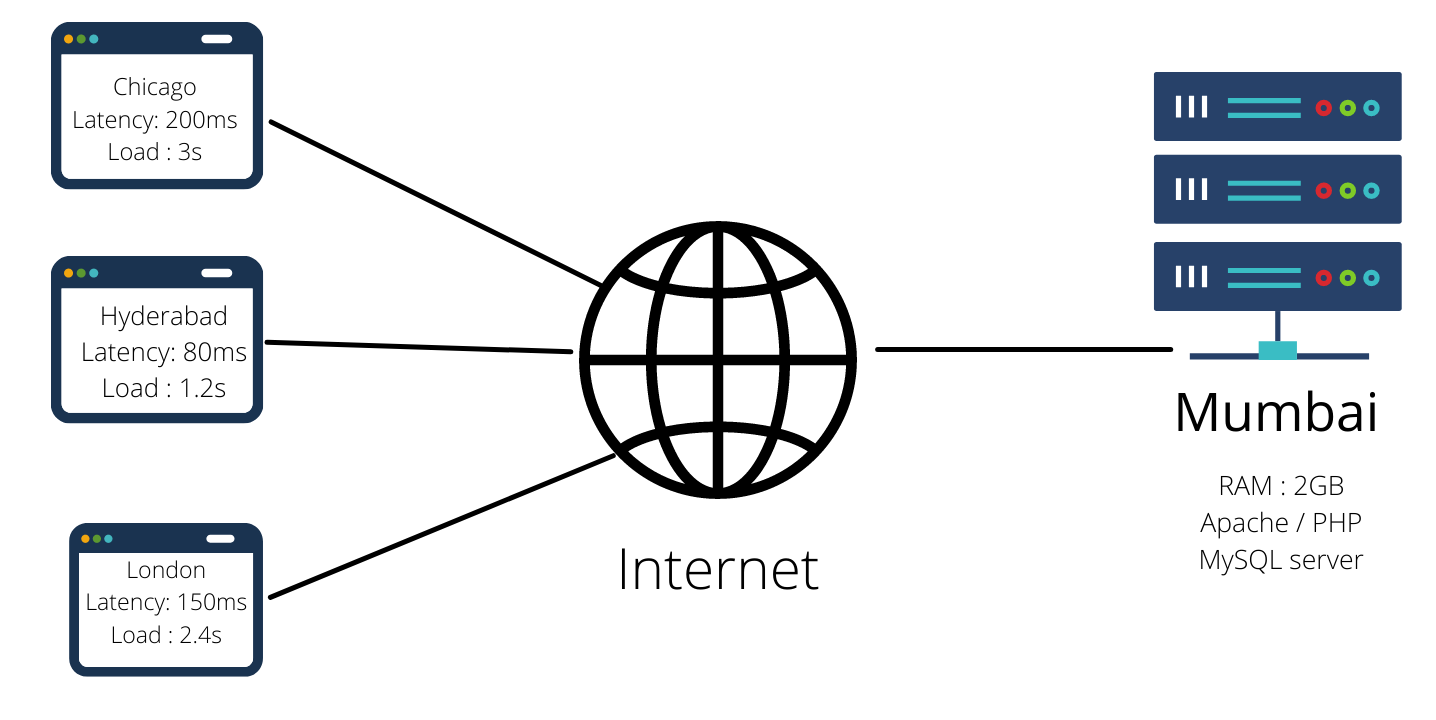 Chicago
Latency: 200ms
Load : 3s
Hyderabad
Latency: 80ms
Load : 1.2s
London
Latency: 150ms
Load : 2.4s
Internet
Mumbai
RAM : 2GB
Apache / PHP
MySQL server